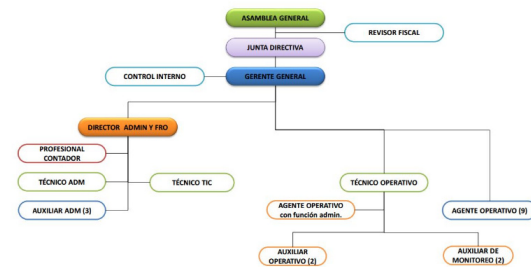 ASAMBLEA GENERAL
REVISOR FISCAL
JUNTA DIRECTIVA
CONTROL INTERNO
GERENTE GENERAL
DIRECTOR ADMIN Y FRO
PROFESIONAL
CONTADOR
TÉCNICO ADM
TÉCNICO TIC
TÉCNICO OPERATIVO
AUXILIAR ADM (3)
AGENTE OPERATIVO
con función admin.
AGENTE OPERATIVO (9)
AUXILIAR
OPERATIVO (2)
AUXILIAR DE
MONITOREO (2)